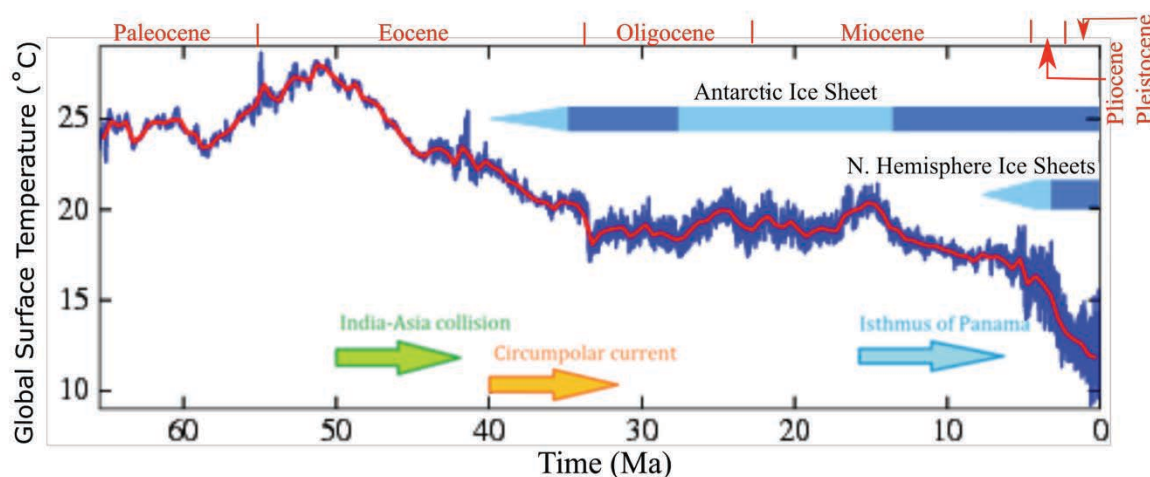 Paleocene
Eocene
Oligocene
Miocene
Pliocene
Pleistocene
Global Surface Temperature (°C)
25
20
15
10
Antarctic Ice Sheet
N. Hemisphere Ice Sheets
India-Asia collision
Circumpolar current
Isthmus of Panama
60
50
40
30
20
10
0
Time (Ma)